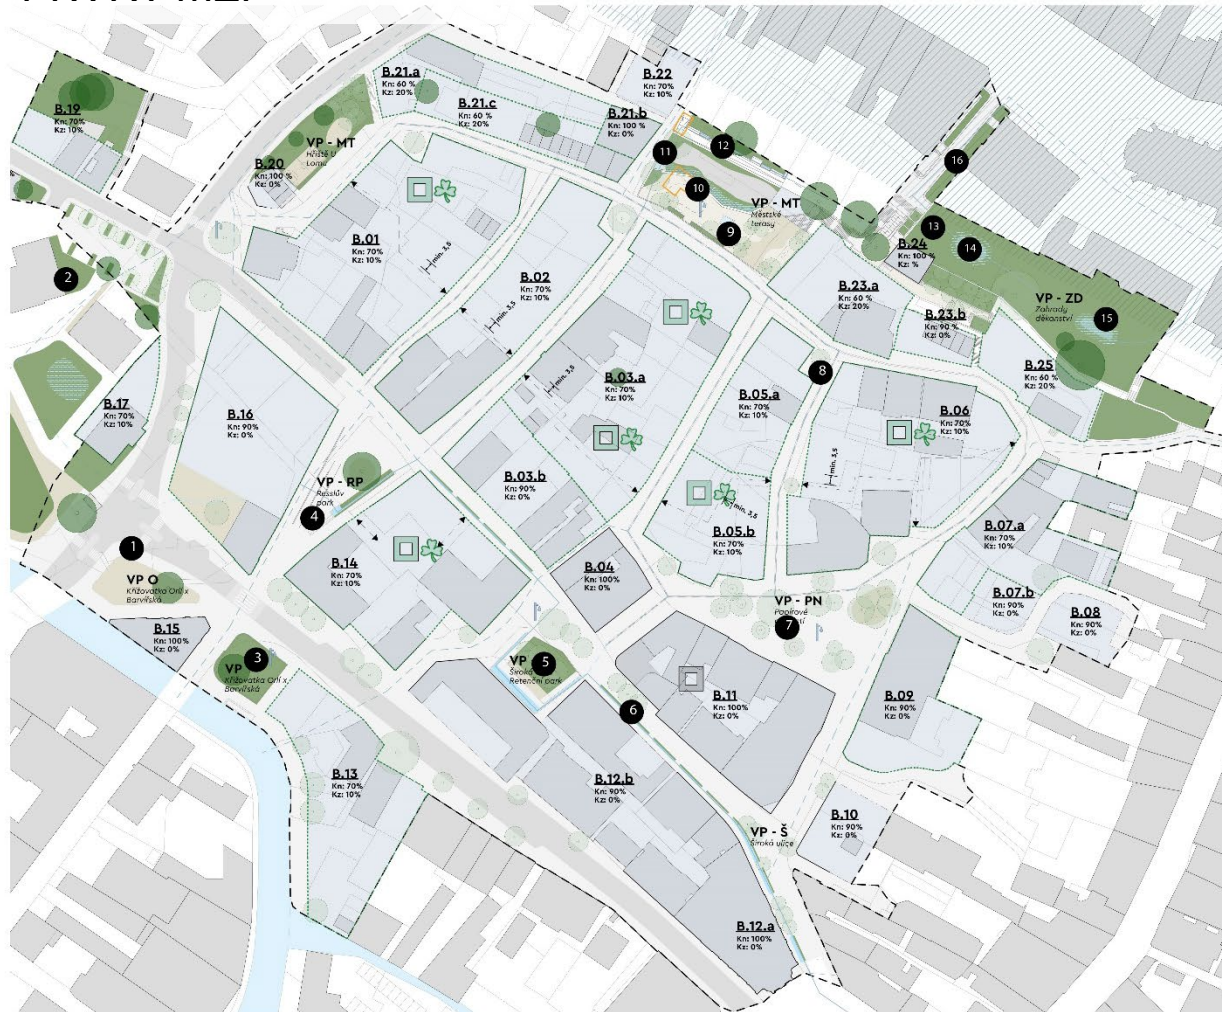 B.19
Kn: 70%
Kz: 10%
B.21.a
Kn: 60 %
Kz: 20%
B.21.c
Kn: 60 %
Kz: 20%
B.21.b
Kn: 100 %
Kz: 0%
B.22
Kn: 70%
Kz: 10%
VP - MT
Hřiště U
Lomu
B.20
Kn: 100 %
Kz: 0%
11
12
10
16
VP - MT
Městské
terasy
9
13
14
B.24
Kn: 100 %
Kz: %
B.01
Kn: 70%
Kz: 10%
min. 3,5
B.02
Kn: 70%
Kz: 10%
min. 3,5
2
B.23.a
Kn: 60 %
Kz: 20%
VP - ZD
Zahrady
děkanství
15
B.23.b
Kn: 90 %
Kz: 0%
B.25
Kn: 60 %
Kz: 20%
8
B.03.a
Kn: 70%
Kz: 10%
min. 3,5
B.05.a
Kn: 70%
Kz: 10%
B.06
Kn: 70%
Kz: 10%
min. 3,5
B.17
Kn: 70%
Kz: 10%
B.16
Kn: 90%
Kz: 0%
B.03.b
Kn: 90%
Kz: 0%
VP - RP
Resslův
park
4
min. 3,5
B.05.b
Kn: 70%
Kz: 10%
B.07.a
Kn: 70%
Kz: 10%
1
B.14
Kn: 70%
Kz: 10%
B.04
Kn: 100%
Kz: 0%
VP O
Křižovatka Orlí x
Barvířská
B.07.b
Kn: 90%
Kz: 0%
B.08
Kn: 90%
Kz: 0%
VP - PN
Papírové
7
B.15
Kn: 100%
Kz: 0%
3
VP
Křižovatka Orlí x
Barvířská
VP
5
Široká
Retenční park
6
B.11
Kn: 100%
Kz: 0%
B.09
Kn: 90%
Kz: 0%
B.13
Kn: 70%
Kz: 10%
B.12.b
Kn: 90%
Kz: 0%
VP - Š
Široká ulice
B.10
Kn: 90%
Kz: 0%
B.12.a
Kn: 100%
Kz: 0%